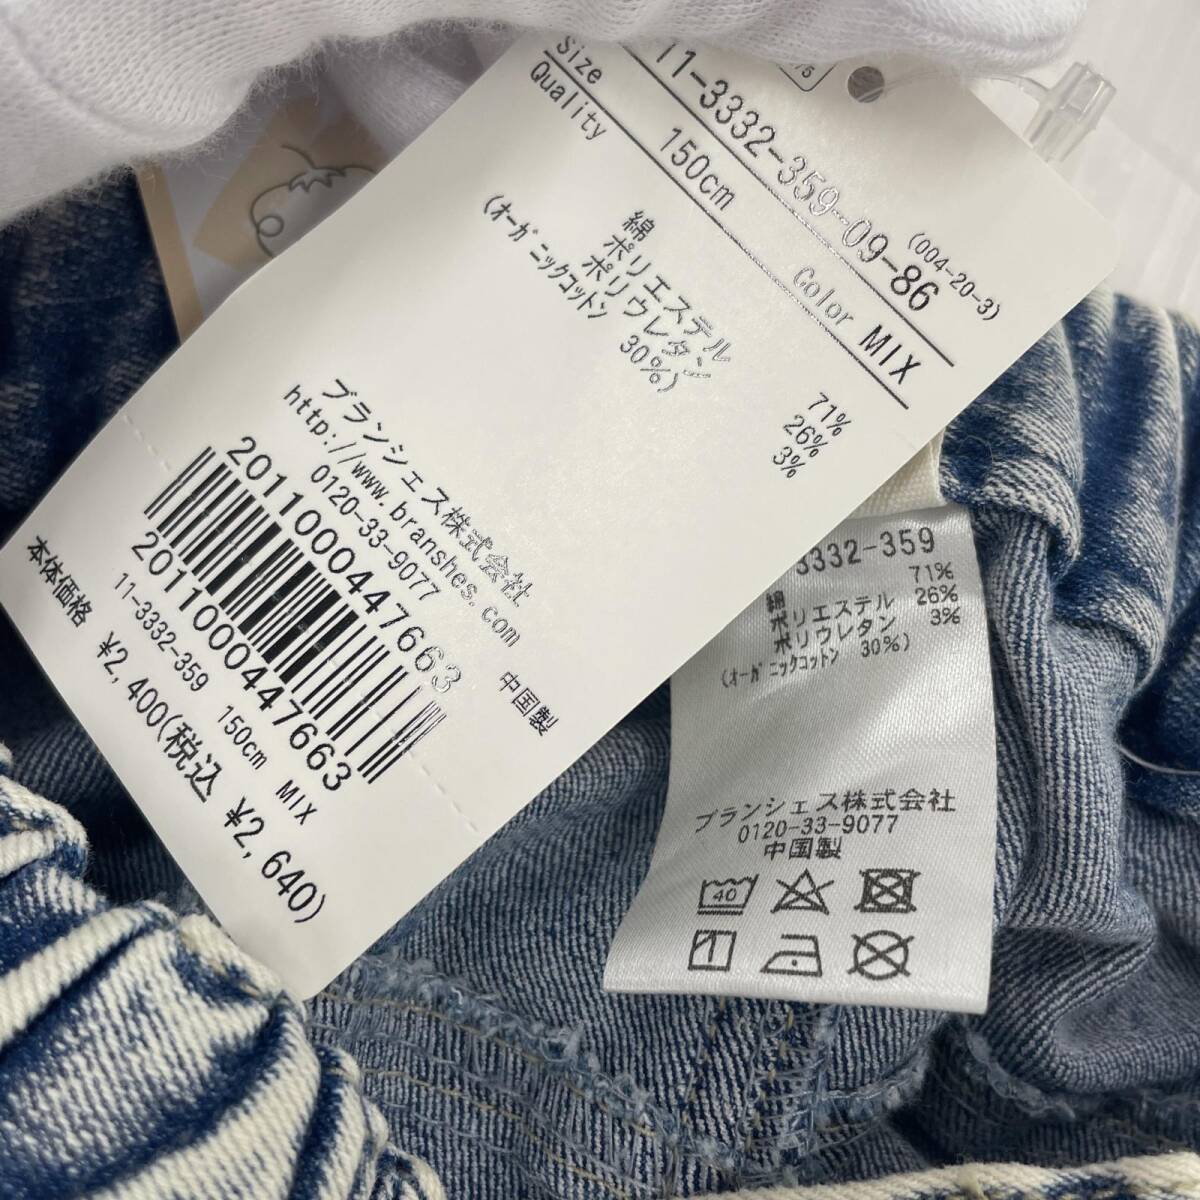 /5
11-3332-359-09-86
(004-20-3)
Size 150cm Color MIX
Quality
綿 71%
ポリエステル 26%
ポリウレタン 3%
(ｵｰｶﾞﾆｯｸｺｯﾄﾝ 30%)
ブランシェス株式会社
http://www.branshes.com
0120-33-9077 中国製
2011000447663
2011000447663
11-3332-359 150cm MIX
本体価格 ¥2,400(税込 ¥2,640)
3332-359
綿 71%
ポリエステル 26%
ポリウレタン 3%
(ｵｰｶﾞﾆｯｸｺｯﾄﾝ 30%)
ブランシェス株式会社
0120-33-9077
中国製
40